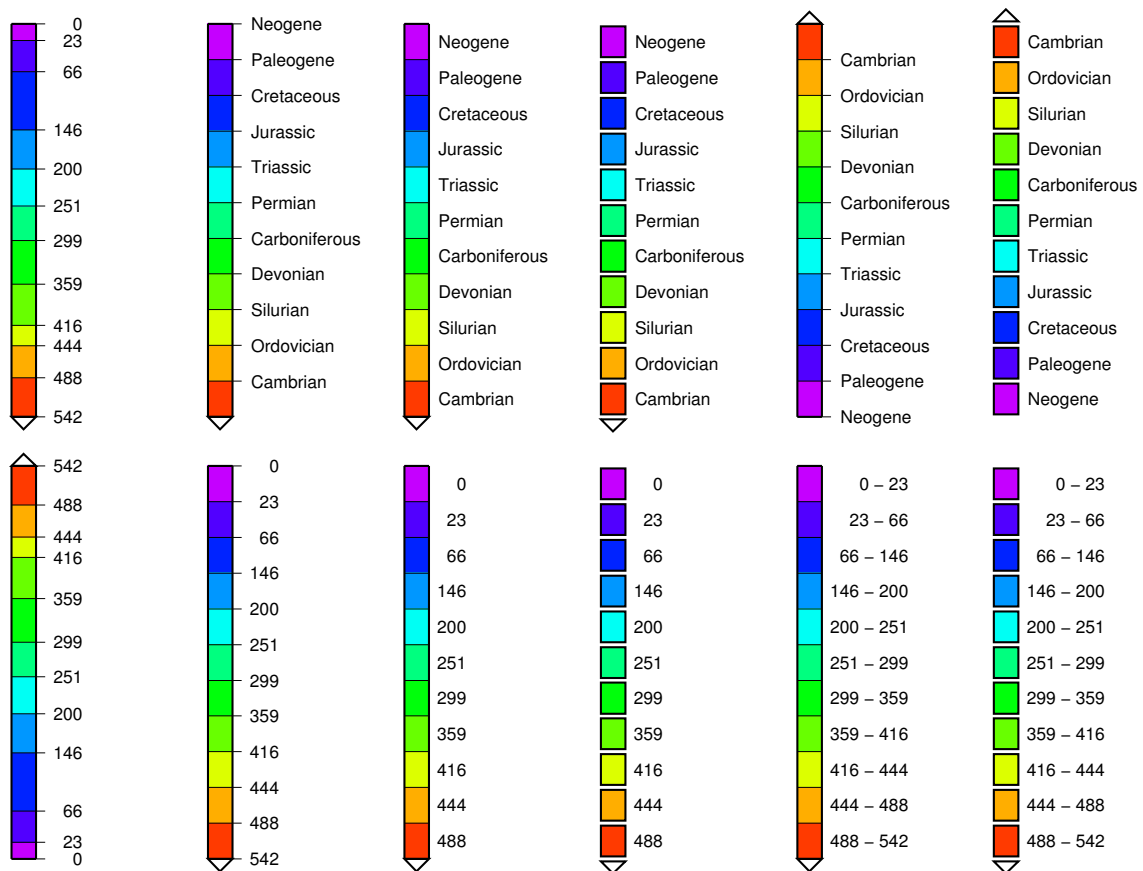 0
23
66
146
200
251
299
359
416
444
488
542
Neogene
Paleogene
Cretaceous
Jurassic
Triassic
Permian
Carboniferous
Devonian
Silurian
Ordovician
Cambrian
Neogene
Paleogene
Cretaceous
Jurassic
Triassic
Permian
Carboniferous
Devonian
Silurian
Ordovician
Cambrian
Neogene
Paleogene
Cretaceous
Jurassic
Triassic
Permian
Carboniferous
Devonian
Silurian
Ordovician
Cambrian
Cambrian
Ordovician
Silurian
Devonian
Carboniferous
Permian
Triassic
Jurassic
Cretaceous
Paleogene
Neogene
Cambrian
Ordovician
Silurian
Devonian
Carboniferous
Permian
Triassic
Jurassic
Cretaceous
Paleogene
Neogene
542
488
444
416
359
299
251
200
146
66
23
0
0
23
66
146
200
251
299
359
416
444
488
542
0
23
66
146
200
251
299
359
416
444
488
0
23
66
146
200
251
299
359
416
444
488
0 − 23
23 − 66
66 − 146
146 − 200
200 − 251
251 − 299
299 − 359
359 − 416
416 − 444
444 − 488
488 − 542
0 − 23
23 − 66
66 − 146
146 − 200
200 − 251
251 − 299
299 − 359
359 − 416
416 − 444
444 − 488
488 − 542